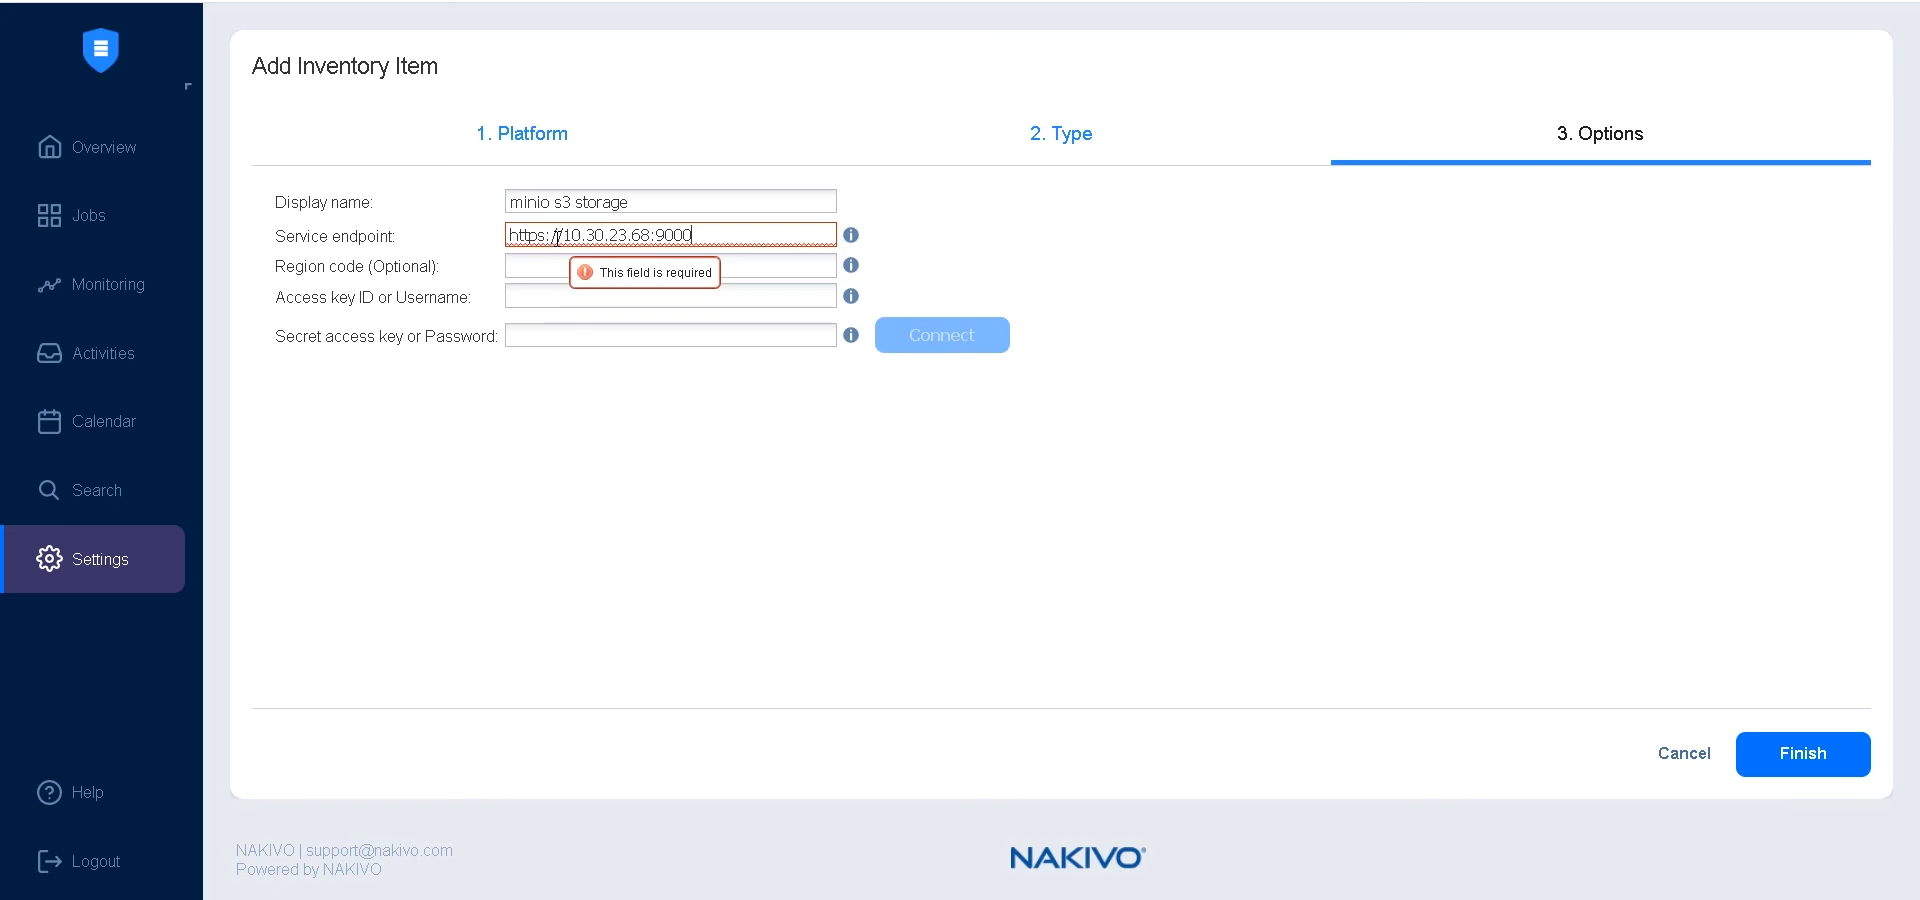 Add Inventory Item
1. Platform
2. Type
3. Options
Overview
Jobs
Monitoring
Activities
Calendar
Search
Settings
Help
Logout
Display name:
minio s3 storage
Service endpoint:
https://10.30.23.68:9000
Region code (Optional):
This field is required
Access key ID or Username:
Secret access key or Password:
Connect
Cancel
Finish
NAKIVO | support@nakivo.com
Powered by NAKIVO
NAKIVO®